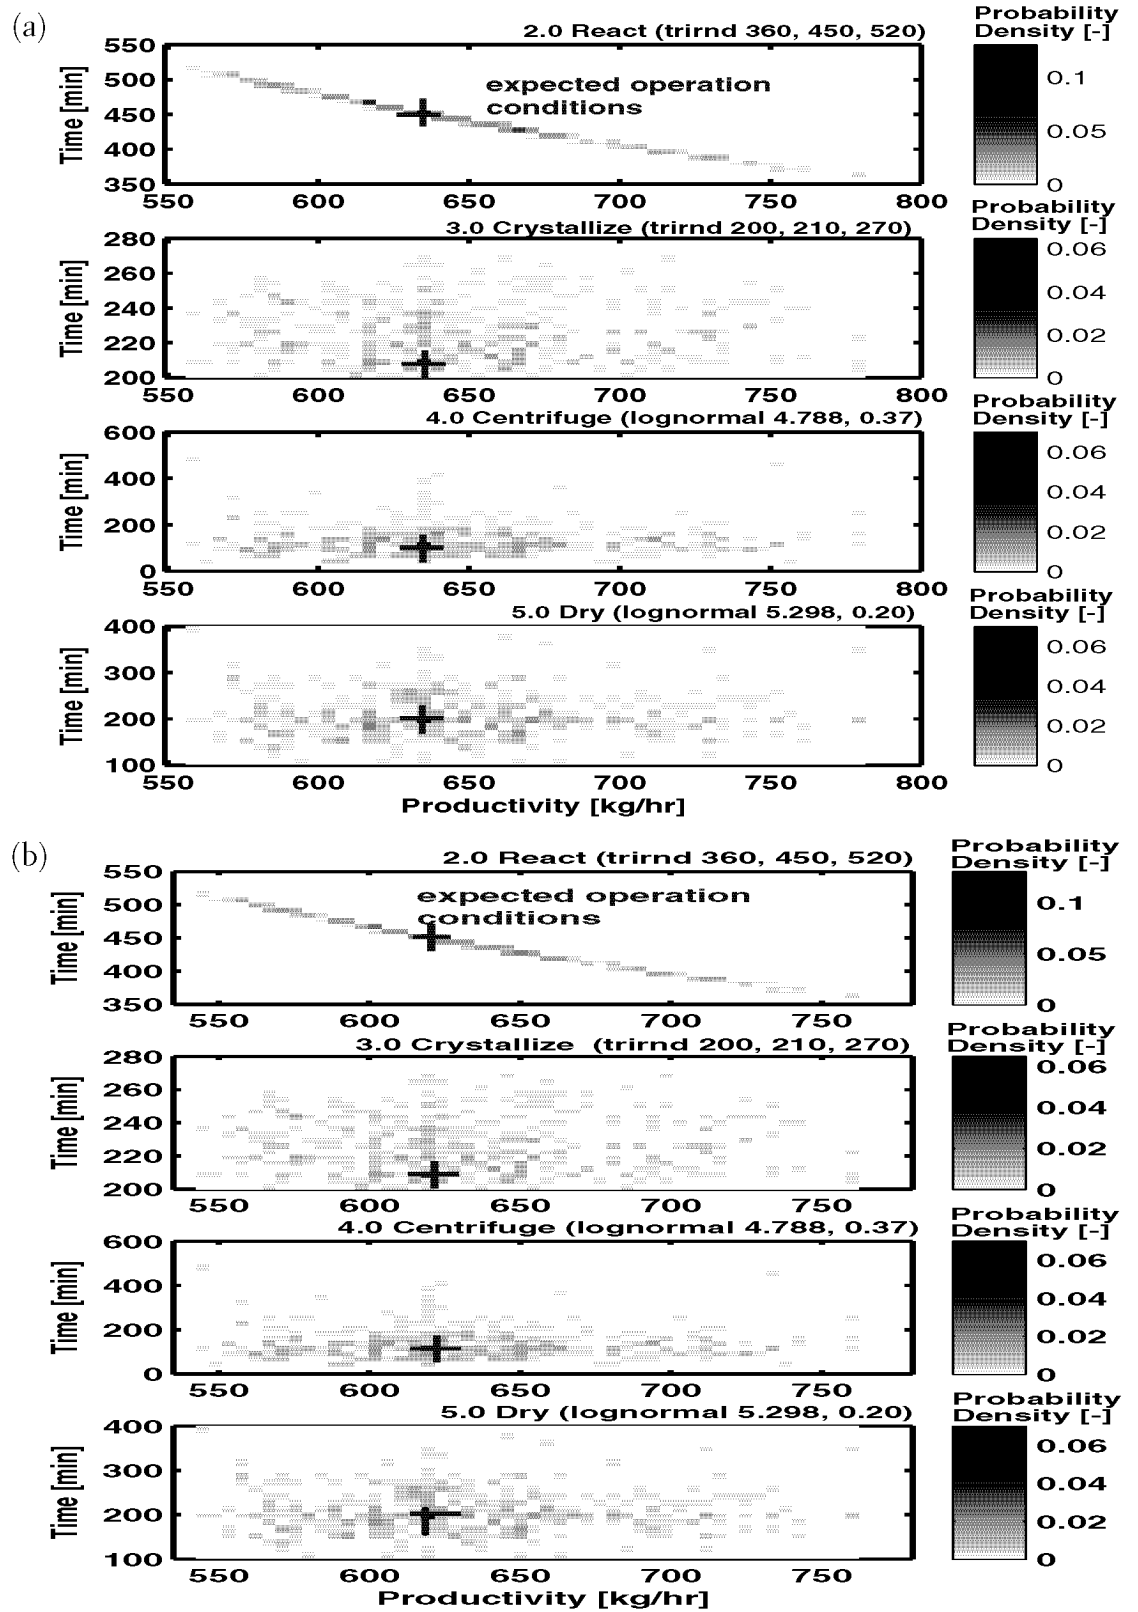 (a)
2.0 React (trirnd 360, 450, 520)
Probability
Density [-]
550
500
450
400
350
Time [min]
expected operation
conditions
550 600 650 700 750 800
0.1
0.05
0
3.0 Crystallize (trirnd 200, 210, 270)
Probability
Density [-]
280
260
240
220
200
Time [min]
550 600 650 700 750 800
0.06
0.04
0.02
0
4.0 Centrifuge (lognormal 4.788, 0.37)
Probability
Density [-]
600
400
200
0
Time [min]
550 600 650 700 750 800
0.06
0.04
0.02
0
5.0 Dry (lognormal 5.298, 0.20)
Probability
Density [-]
400
300
200
100
Time [min]
550 600 650 700 750 800
Productivity [kg/hr]
0.06
0.04
0.02
0
(b)
2.0 React (trirnd 360, 450, 520)
Probability
Density [-]
550
500
450
400
350
Time [min]
expected operation
conditions
550 600 650 700 750
0.1
0.05
0
3.0 Crystallize (trirnd 200, 210, 270)
Probability
Density [-]
280
260
240
220
200
Time [min]
550 600 650 700 750
0.06
0.04
0.02
0
4.0 Centrifuge (lognormal 4.788, 0.37)
Probability
Density [-]
600
400
200
0
Time [min]
550 600 650 700 750
0.06
0.04
0.02
0
5.0 Dry (lognormal 5.298, 0.20)
Probability
Density [-]
400
300
200
100
Time [min]
550 600 650 700 750
Productivity [kg/hr]
0.06
0.04
0.02
0